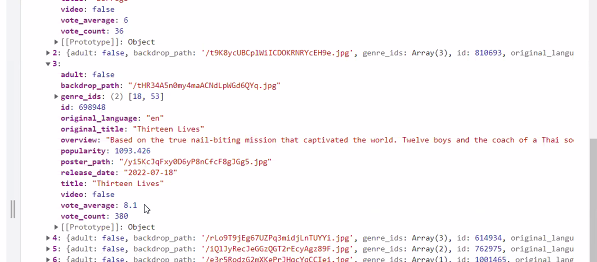 video: false
vote_average: 6
vote_count: 36
[[Prototype]]: Object
2: {adult: false, backdrop_path: '/t9K8ycUBCplWiICDOKRNRYcEH9e.jpg', genre_ids: Array(3), id: 810693, original_langu
3:
adult: false
backdrop_path: "/tHR34A5n0my4maACNdLpWGd6QYq.jpg"
genre_ids: (2) [18, 53]
id: 698948
original_language: "en"
original_title: "Thirteen Lives"
overview: "Based on the true nail-biting mission that captivated the world. Twelve boys and the coach of a Thai so
popularity: 1093.426
poster_path: "/yi5KcJqFxy0D6yP8nCfcF8gJGg5.jpg"
release_date: "2022-07-18"
title: "Thirteen Lives"
video: false
vote_average: 8.1
vote_count: 380
[[Prototype]]: Object
4: {adult: false, backdrop_path: '/rLo9T9jEg67UZPq3midjLnTUYYi.jpg', genre_ids: Array(3), id: 614934, original_langu
5: {adult: false, backdrop_path: '/iQlJyRecJeGGzQGT2rEcyAgz89F.jpg', genre_ids: Array(2), id: 762975, original_langu
6: {adult: false, backdrop_path: genre_ids: Array(1), id: 1001465, original_lang